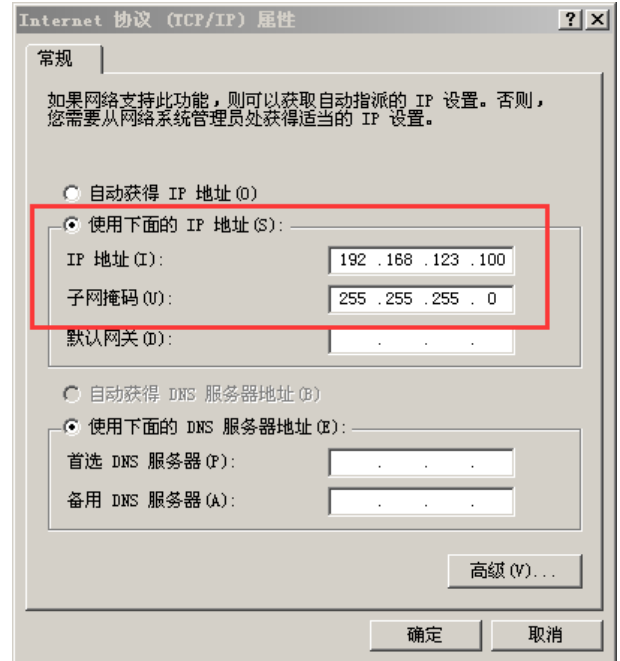 Internet 协议 (TCP/IP) 属性
常规
如果网络支持此功能，则可以获取自动指派的 IP 设置。否则，
您需要从网络系统管理员处获得适当的 IP 设置。
自动获得 IP 地址(O)
使用下面的 IP 地址(S):
IP 地址(I): 192 .168 .123 .100
子网掩码(U): 255 .255 .255 . 0
默认网关(D): . . .
自动获得 DNS 服务器地址(B)
使用下面的 DNS 服务器地址(E):
首选 DNS 服务器(P): . . .
备用 DNS 服务器(A): . . .
高级(V)...
确定 取消